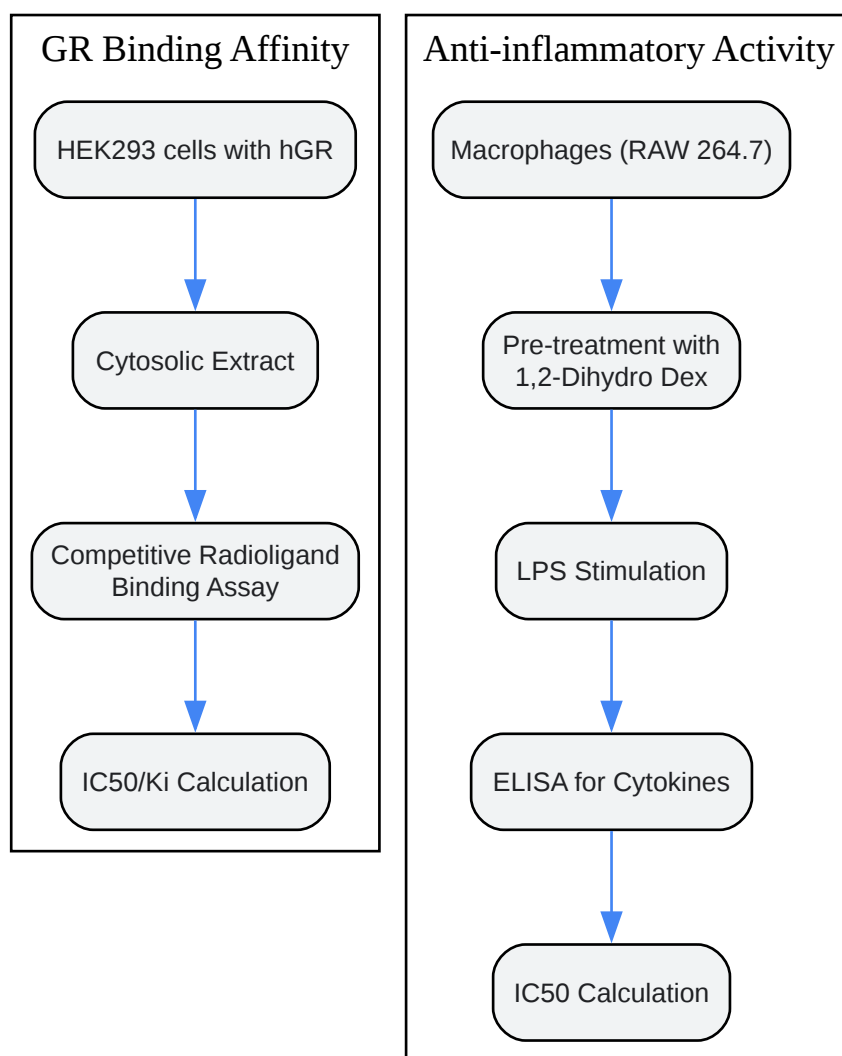 GR Binding Affinity
HEK293 cells with hGR
Cytosolic Extract
Competitive Radioligand
Binding Assay
IC50/Ki Calculation
Anti-inflammatory Activity
Macrophages (RAW 264.7)
Pre-treatment with
1,2-Dihydro Dex
LPS Stimulation
ELISA for Cytokines
IC50 Calculation